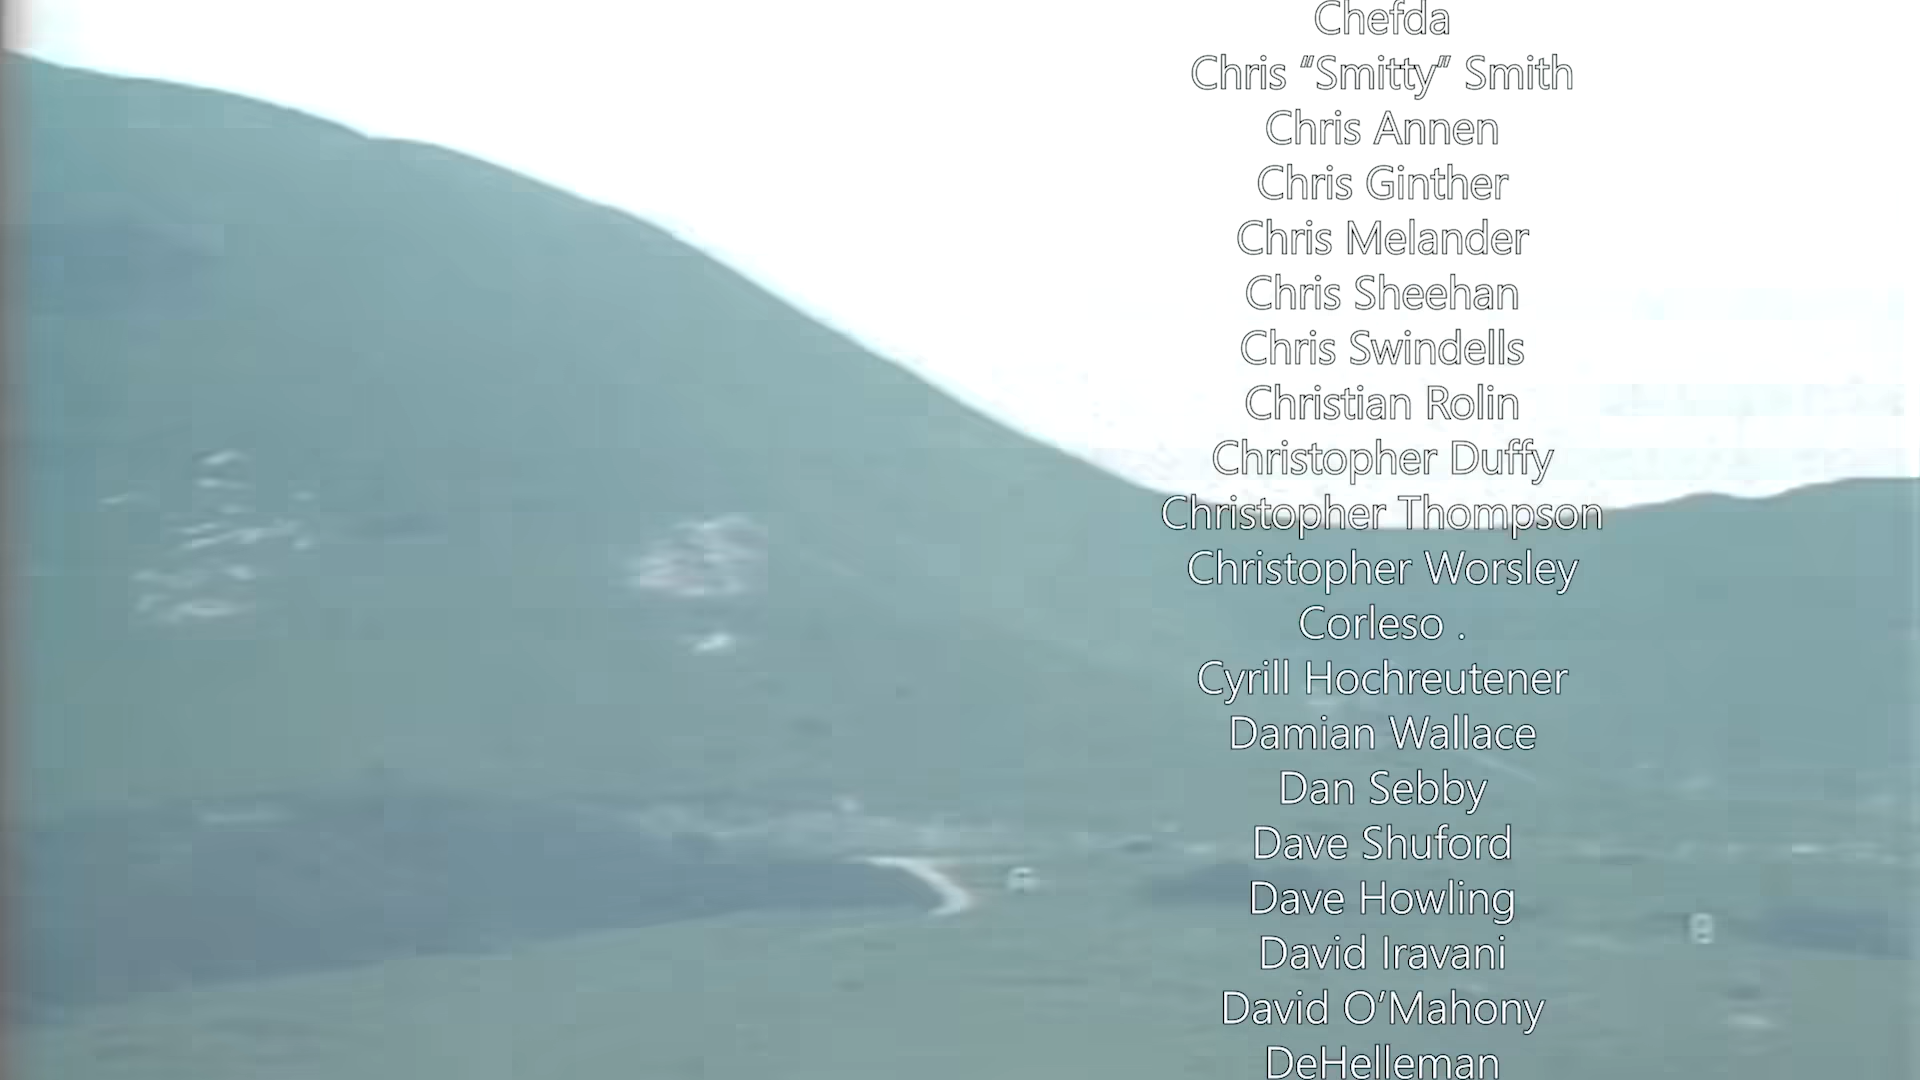 Chefda
Chris “Smitty” Smith
Chris Annen
Chris Ginther
Chris Melander
Chris Sheehan
Chris Swindells
Christian Rolin
Christopher Duffy
Christopher Thompson
Christopher Worsley
Corleso .
Cyrill Hochreutener
Damian Wallace
Dan Sebby
Dave Shuford
Dave Howling
David Iravani
David O’Mahony
DeHelleman